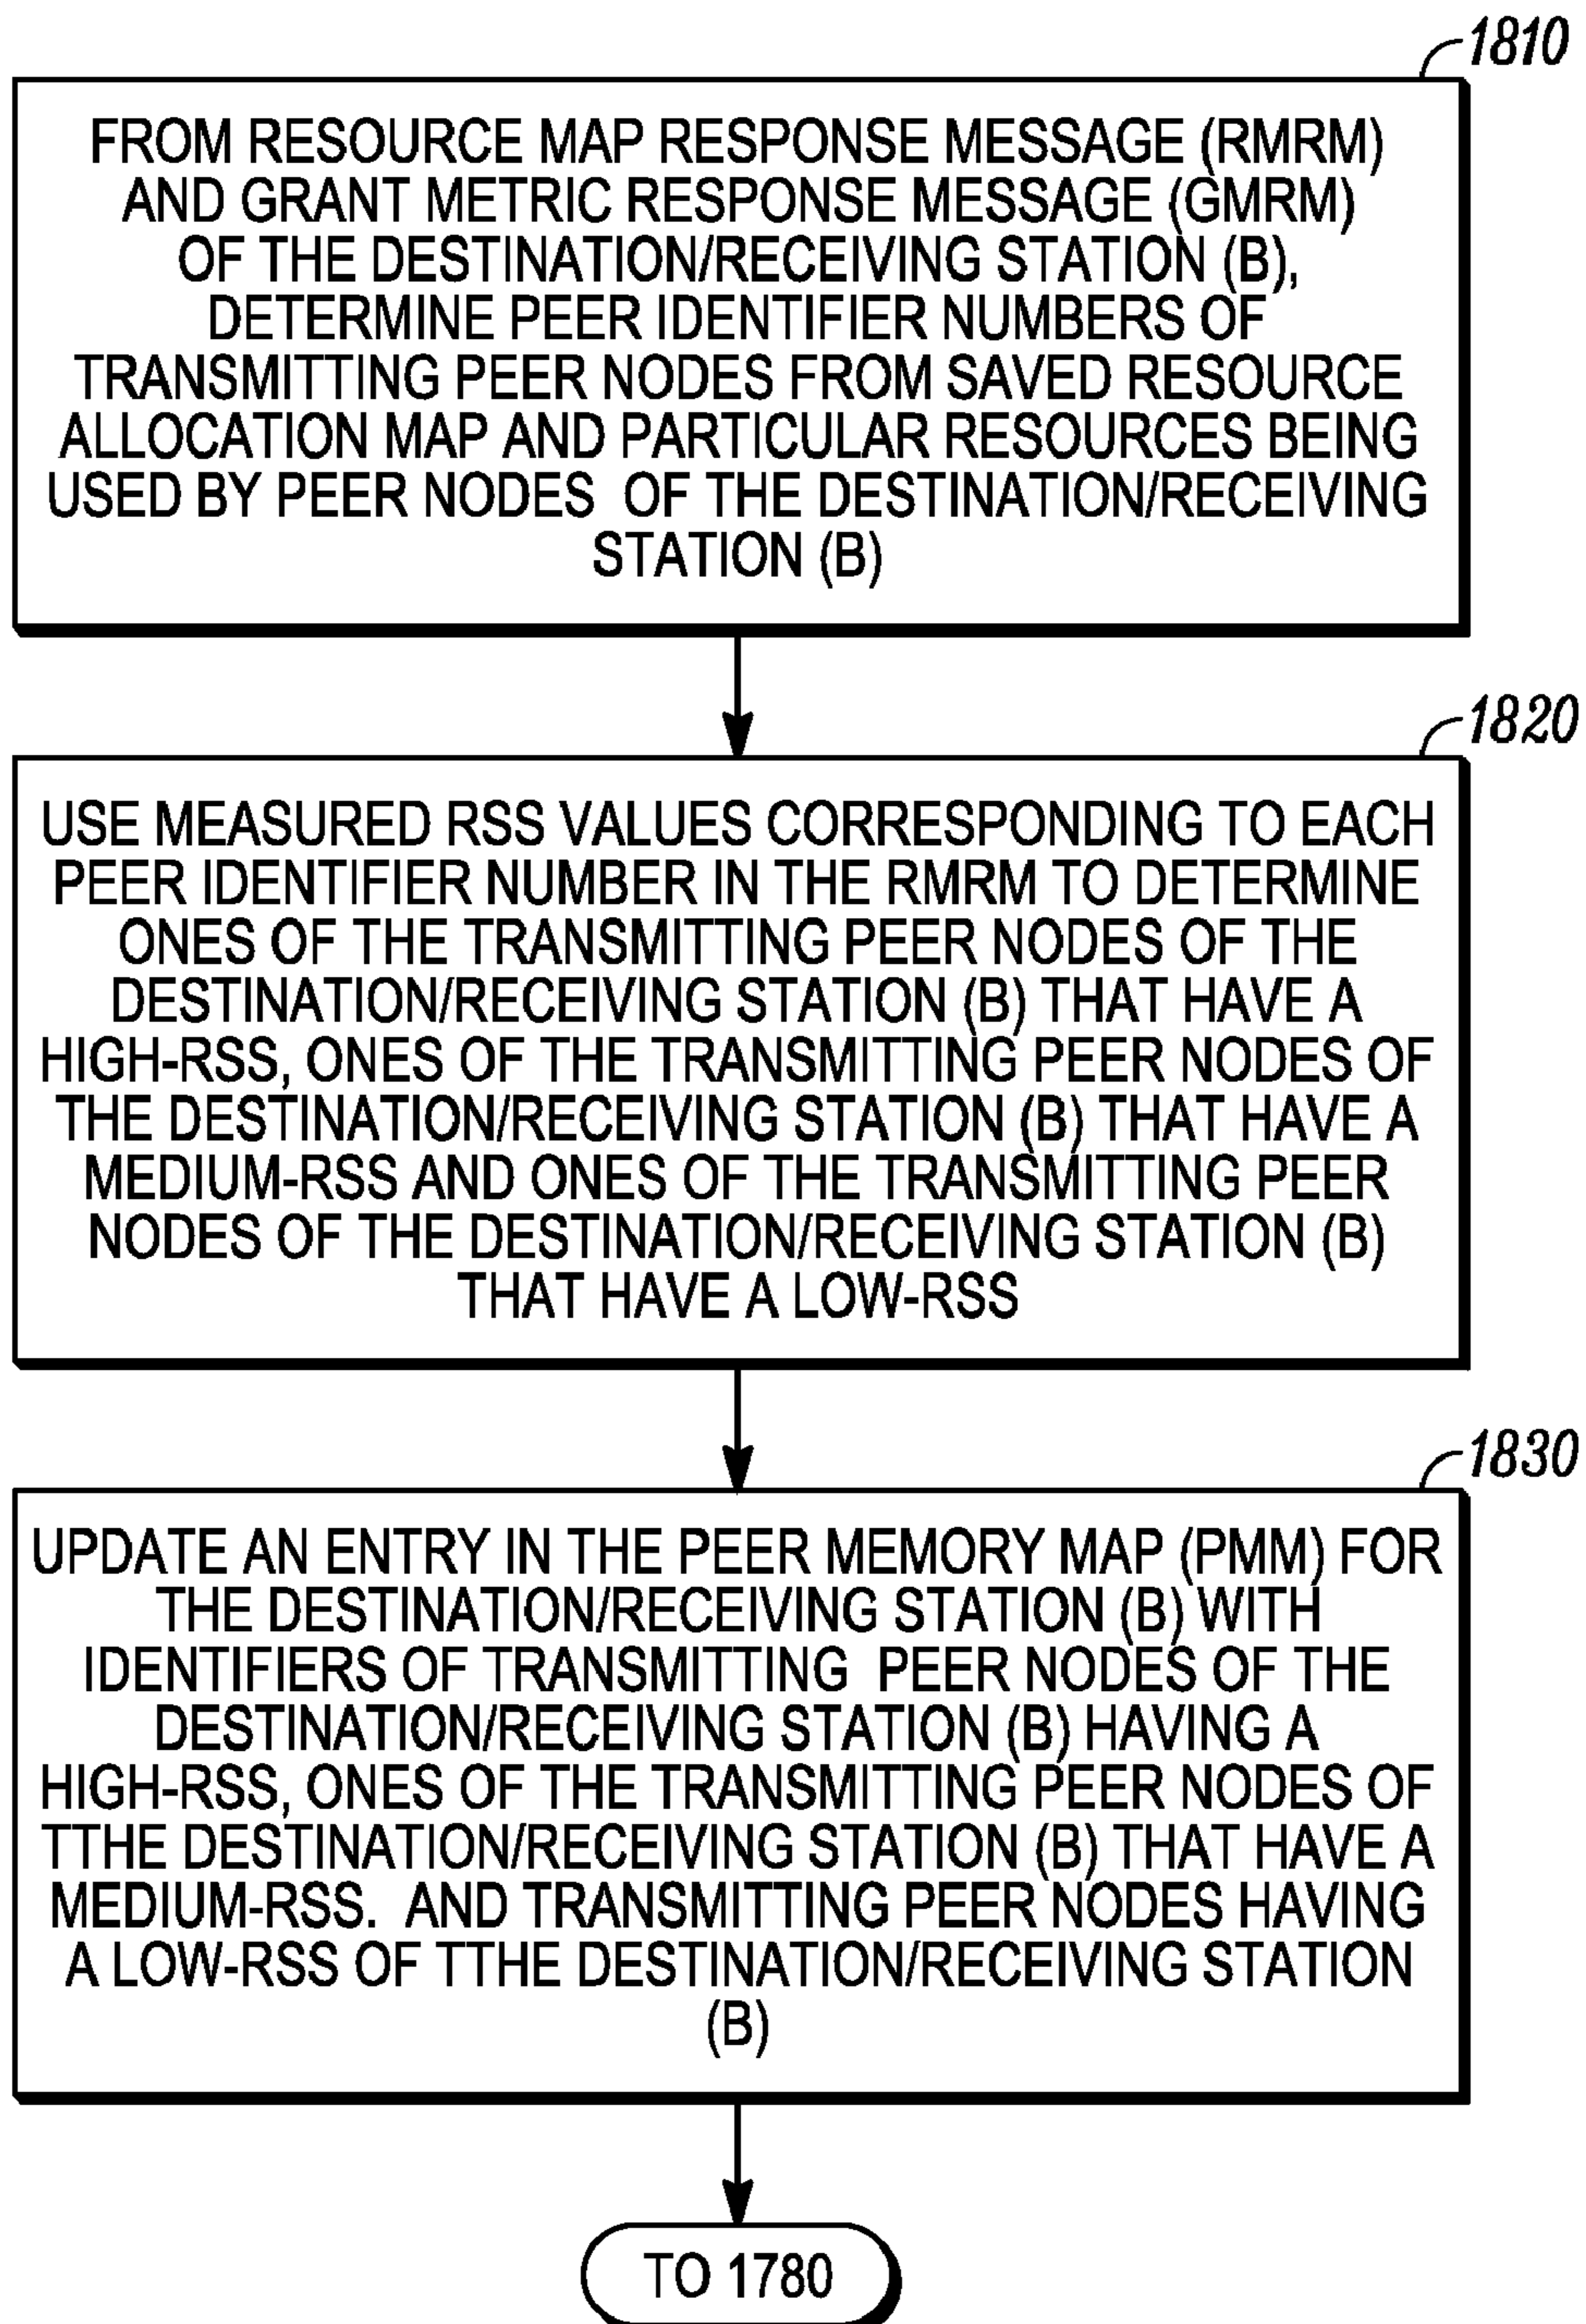 1810
FROM RESOURCE MAP RESPONSE MESSAGE (RMRM)
AND GRANT METRIC RESPONSE MESSAGE (GMRM)
OF THE DESTINATION/RECEIVING STATION (B),
DETERMINE PEER IDENTIFIER NUMBERS OF
TRANSMITTING PEER NODES FROM SAVED RESOURCE
ALLOCATION MAP AND PARTICULAR RESOURCES BEING
USED BY PEER NODES OF THE DESTINATION/RECEIVING
STATION (B)
1820
USE MEASURED RSS VALUES CORRESPONDING TO EACH
PEER IDENTIFIER NUMBER IN THE RMRM TO DETERMINE
ONES OF THE TRANSMITTING PEER NODES OF THE
DESTINATION/RECEIVING STATION (B) THAT HAVE A
HIGH-RSS, ONES OF THE TRANSMITTING PEER NODES OF
THE DESTINATION/RECEIVING STATION (B) THAT HAVE A
MEDIUM-RSS AND ONES OF THE TRANSMITTING PEER
NODES OF THE DESTINATION/RECEIVING STATION (B)
THAT HAVE A LOW-RSS
1830
UPDATE AN ENTRY IN THE PEER MEMORY MAP (PMM) FOR
THE DESTINATION/RECEIVING STATION (B) WITH
IDENTIFIERS OF TRANSMITTING PEER NODES OF THE
DESTINATION/RECEIVING STATION (B) HAVING A
HIGH-RSS, ONES OF THE TRANSMITTING PEER NODES OF
TTHE DESTINATION/RECEIVING STATION (B) THAT HAVE A
MEDIUM-RSS. AND TRANSMITTING PEER NODES HAVING
A LOW-RSS OF TTHE DESTINATION/RECEIVING STATION
(B)
TO 1780